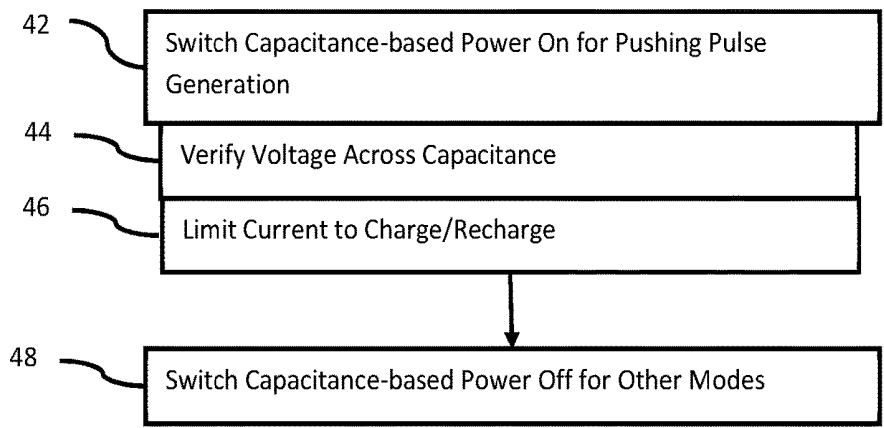 42
Switch Capacitance-based Power On for Pushing Pulse
Generation
44
Verify Voltage Across Capacitance
46
Limit Current to Charge/Recharge
48
Switch Capacitance-based Power Off for Other Modes